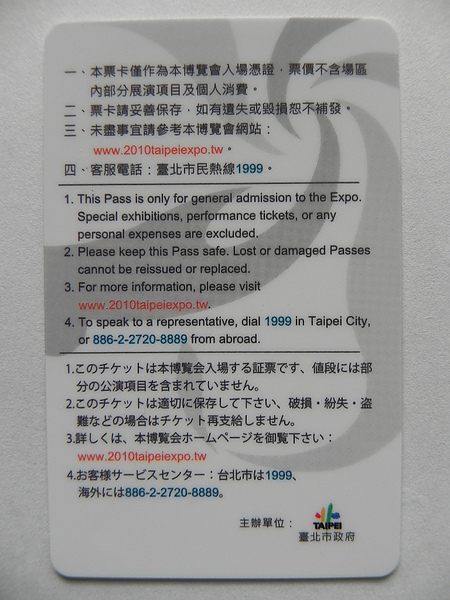 一、本票卡僅作為本博覽會入場憑證，票價不含場區
內部分展演項目及個人消費。
二、票卡請妥善保存，如有遺失或毀損恕不補發。
三、未盡事宜請參考本博覽會網站：
www.2010taipeiexpo.tw。
四、客服電話：臺北市民熱線1999。
1. This Pass is only for general admission to the Expo.
Special exhibitions, performance tickets, or any
personal expenses are excluded.
2. Please keep this Pass safe. Lost or damaged Passes
cannot be reissued or replaced.
3. For more information, please visit
www.2010taipeiexpo.tw.
4. To speak to a representative, dial 1999 in Taipei City,
or 886-2-2720-8889 from abroad.
1.このチケットは本博覧会入場する証票です、値段には部
分の公演項目を含まれていません。
2.このチケットは適切に保存して下さい、破損・紛失・盗
難などの場合はチケット再支給しません。
3.詳しくは、本博覧会ホームページを御覧下さい：
www.2010taipeiexpo.tw
4.お客様サービスセンター：台北市は1999、
海外には886-2-2720-8889。
主辦單位：
TAIPEI
臺北市政府